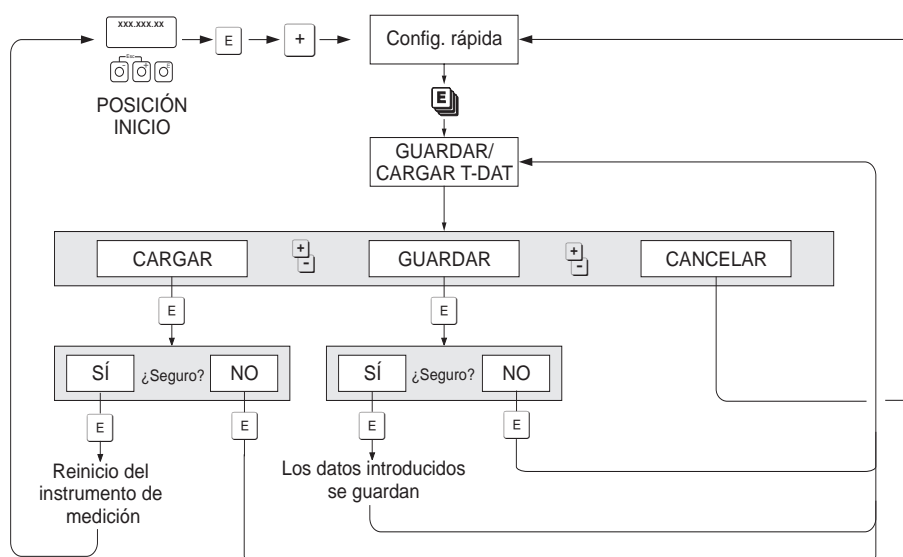 xxx.xxx.xx
E
+
Config. rápida
Esc
-
+
E
POSICIÓN
INICIO
E
GUARDAR/
CARGAR T-DAT
CARGAR
+
-
GUARDAR
+
-
CANCELAR
E
E
SÍ
¿Seguro?
NO
SÍ
¿Seguro?
NO
E
E
E
E
Reinicio del
instrumento de
medición
Los datos introducidos
se guardan